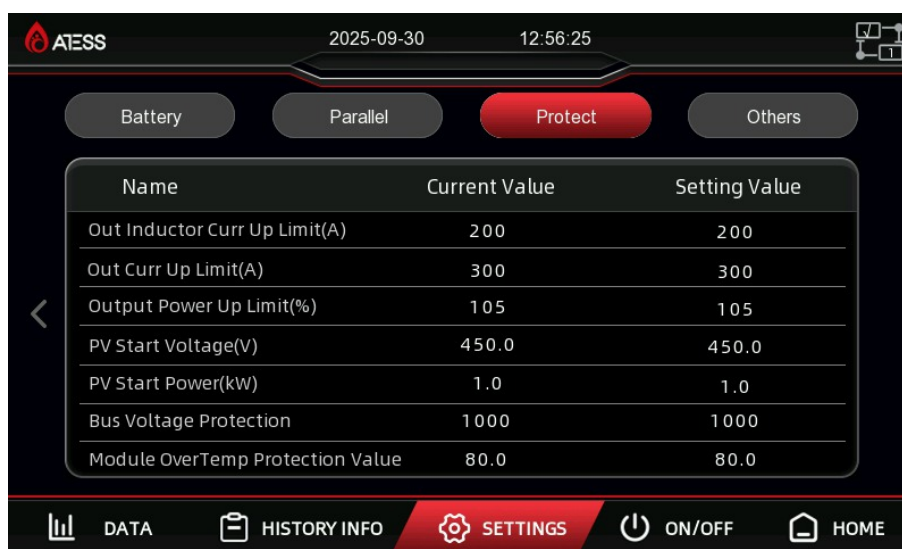 ATESS 2025-09-30 12:56:25
1
Battery Parallel Protect Others
Name Current Value Setting Value
Out Inductor Curr Up Limit(A) 200 200
Out Curr Up Limit(A) 300 300
Output Power Up Limit(%) 105 105
PV Start Voltage(V) 450.0 450.0
PV Start Power(kW) 1.0 1.0
Bus Voltage Protection 1000 1000
Module OverTemp Protection Value 80.0 80.0
DATA HISTORY INFO SETTINGS ON/OFF HOME